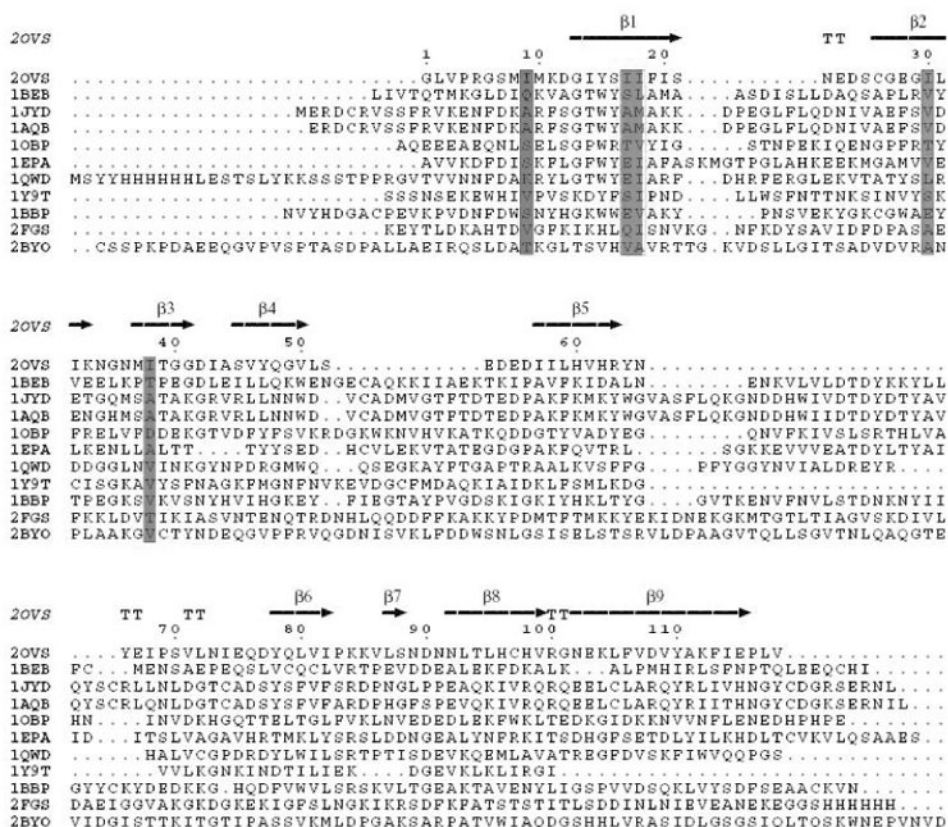 β1 β2
2OVS TT
1 10 20 30
2OVS ............................GLVPRGSMIMKDGIYSIIFIS...........NEDSCGEGIL
1BEB ........................LIVTQTMKGLDIQKVAGTWYSLAMA....ASDISLLDAQSAPLRVY
1JYD ..................MERDCRVSSFRVKENFDKARFSGTWYAMAKK...DPEGLFLQDNIVAEFSVD
1AQB ...................ERDCRVSSFRVKENFDKARFSGTWYAMAKK...DPEGLFLQDNIVAEFSVD
1OBP ..........................AQEEEAEQNLSELSGPWRTVYIG....STNPEKIQENGPFRTY
1EPA ..........................AVVKDFDISKFLGFWYEIAFASKMGTPGLAHKEEKMGAMVVE
1QWD MSYYHHHHHHLESTSLYKKSSSTPPRGVTVVNNFDAKRYLGTWYEIARF...DHRFERGLEKVTATYSLR
1Y9T .........................SSSNSEKEWHIVPVSKDYFSIPND....LLWSFNTTNKSINVYSK
1BBP .................NVYHDGACPEVKPVDNFDWSNYHGKWWEVAKY....PNSVEKYGKCGWAEY
2FGS .........................KEYTLDKAHTDVGFKIKHLQISNVKG..NFKDYSAVIDFDPASAE
2BYO ..CSSPKPDAEEQGVPVSPTASDPALLAEIRQSLDATKGLTSVHVAVRTTG.KVDSLLGITSADVDVRAN
β3 β4 β5
2OVS
40 50 60
2OVS IKNGNMITGGDIASVYQGVLS............EDEDIILHVHRYN........................
1BEB VEELKPTPEGDLEILLQKWENGECAQKKIIAEKTKIPAVFKIDALN........ENKVLVLDTDYKKYLL
1JYD ETGQMSATAKGRVRLLNNWD..VCADMVGTFTDTEDPAKFKMKYWGVASFLQKGNDDHWIVDTDYDTYAV
1AQB ENGHMSATAKGRVRLLNNWD..VCADMVGTFTDTEDPAKFKMKYWGVASFLQKGNDDHWIIDTDYDTYAV
1OBP FRELVFDDEKGTVDFYFSVKRDGKWKNVHVKATKQDDGTYVADYEG........QNVFKIVSLSRTHLVA
1EPA LKENLLALTT....TYYSED.HCVLEKVTATEGDGPAKFQVTRL.......SGKKEVVVEATDYLTYAI
1QWD DDGGLNVINKGYNPDRGMWQ...QSEGKAYFTGAPTRAALKVSFFG.....PFYGGYNVIALDREYR...
1Y9T CISGKAVYSFNAGKFMGNFNVKEVDGCFMDAQKIAIDKLFSMLKDG........................
1BBP TPEGKSVKVSNYHVIHGKEY...FIEGTAYPVGDSKIGKIYHKLTYG....GVTKENVFNVLSTDNKNYII
2FGS FKKLDVTIKIASVNTENQTRDNHLQQDDFFKAKKYPDMTFTMKKYEKIDNEKGKMTGTLTIAGVSKDIVL
2BYO PLAAKGVCTYNDEQGVPFRVQGDNISVKLFDDWSNLGSISELSTSRVLDPAAGVTQLLSGVTNLQAQGTE
β6 β7 β8 β9
2OVS TT TT TT
70 80 90 100 110
2OVS ....YEIPSVLNIEQDYQLVIPKKVLSNDNNLTLHCHVRGNEKLFVDVYAKFIEPLV.............
1BEB FC...MENSAEPEQSLVCQCLVRTPEVDDEALEKFDKALK...ALPMHIRLSFNPTQLEEQCHI......
1JYD QYSCRLLNLDGTCADSYSFVFSRDPNGLPPEAQKIVRQRQEELCLARQYRLIVHNGYCDGRSERNL....
1AQB QYSCRLQNLDGTCADSYSFVFARDPHGFSPEVQKIVRQRQEELCLARQYRIITHNGYCDGKSERNIL...
1OBP HN....INVDKHGQTTELTGLFVKLNVEDEDLEKFWKLTEDKGIDKKNVVNFLENEDHPHPE........
1EPA ID....ITSLVAGAVHRTMKLYSRSLDDNGEALYNFRKITSDHGFSETDLYILKHDLTCVKVLQSAAES.
1QWD ......HALVCGPDRDYLWILSRTPTISDEVKQEMLAVATREGFDVSKFIWVQQPGS.............
1Y9T .......VVLKGNKINDTILIEK....DGEVKLKLIRGI...............................
1BBP GYYCKYDEDKKG.HQDFVWVLSRSKVLTGEAKTAVENYLIGSPVVDSQKLVYSDFSEAACKVN.......
2FGS DAEIGGVAKGKDGKEKIGFSLNGKIKRSDFKFATSTSTITLSDDINLNIEVEANEKEGGSHHHHHH....
2BYO VIDGISTTKITGTIPASSVKMLDPGAKSARPATVWIAQDGSHHLVRASIDLGSGSIQLTQSKWNEPVNVD